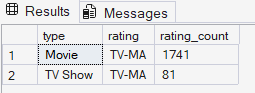 Results Messages
type rating rating_count
1 Movie TV-MA 1741
2 TV Show TV-MA 81